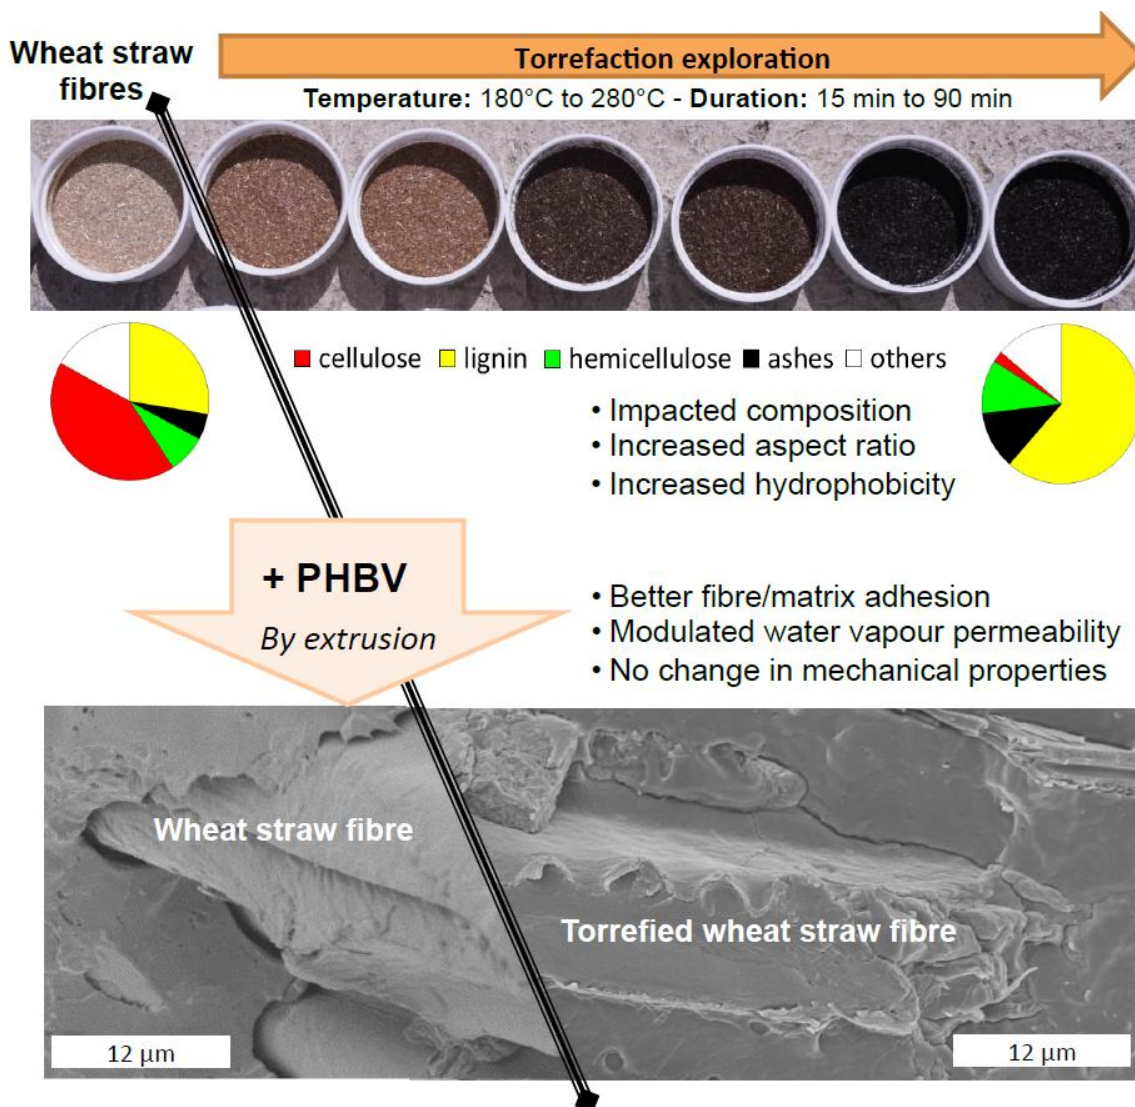 Wheat straw
fibres
Torrefaction exploration
Temperature: 180°C to 280°C - Duration: 15 min to 90 min
cellulose lignin hemicellulose ashes others
• Impacted composition
• Increased aspect ratio
• Increased hydrophobicity
+ PHBV
By extrusion
• Better fibre/matrix adhesion
• Modulated water vapour permeability
• No change in mechanical properties
Wheat straw fibre
Torrefied wheat straw fibre
12 µm
12 µm